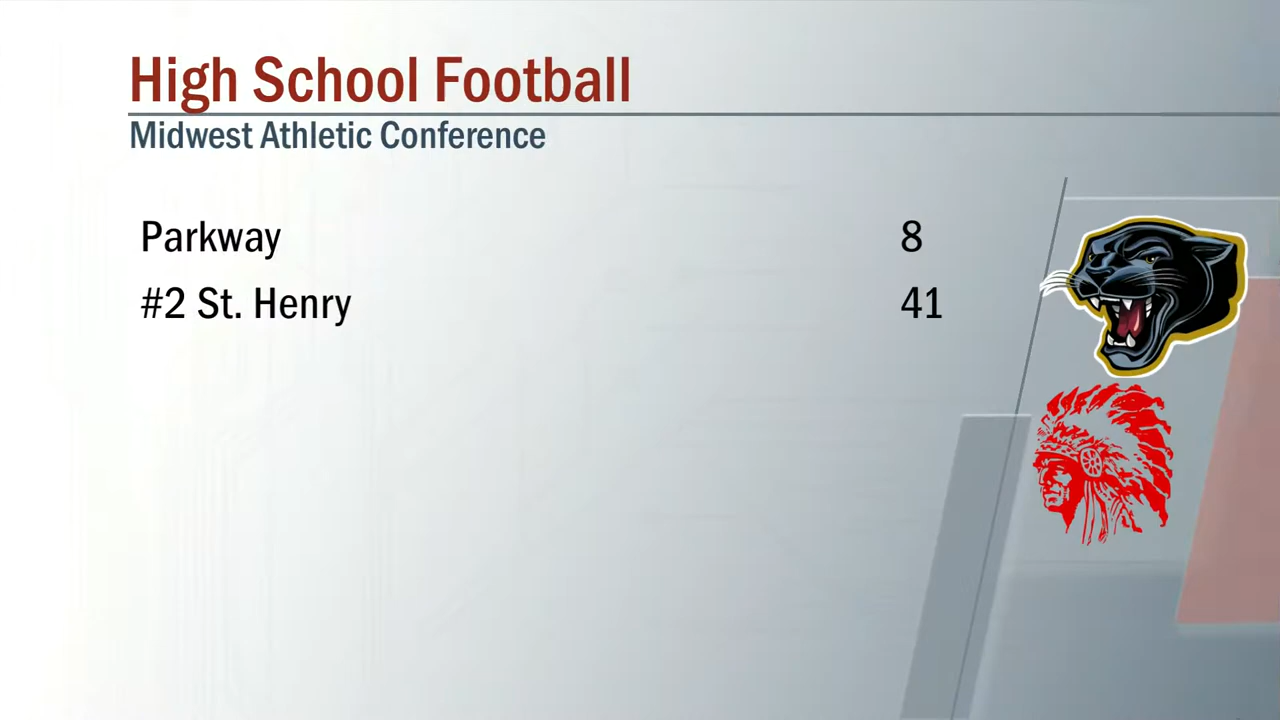 High School Football
Midwest Athletic Conference
Parkway 8
#2 St. Henry 41